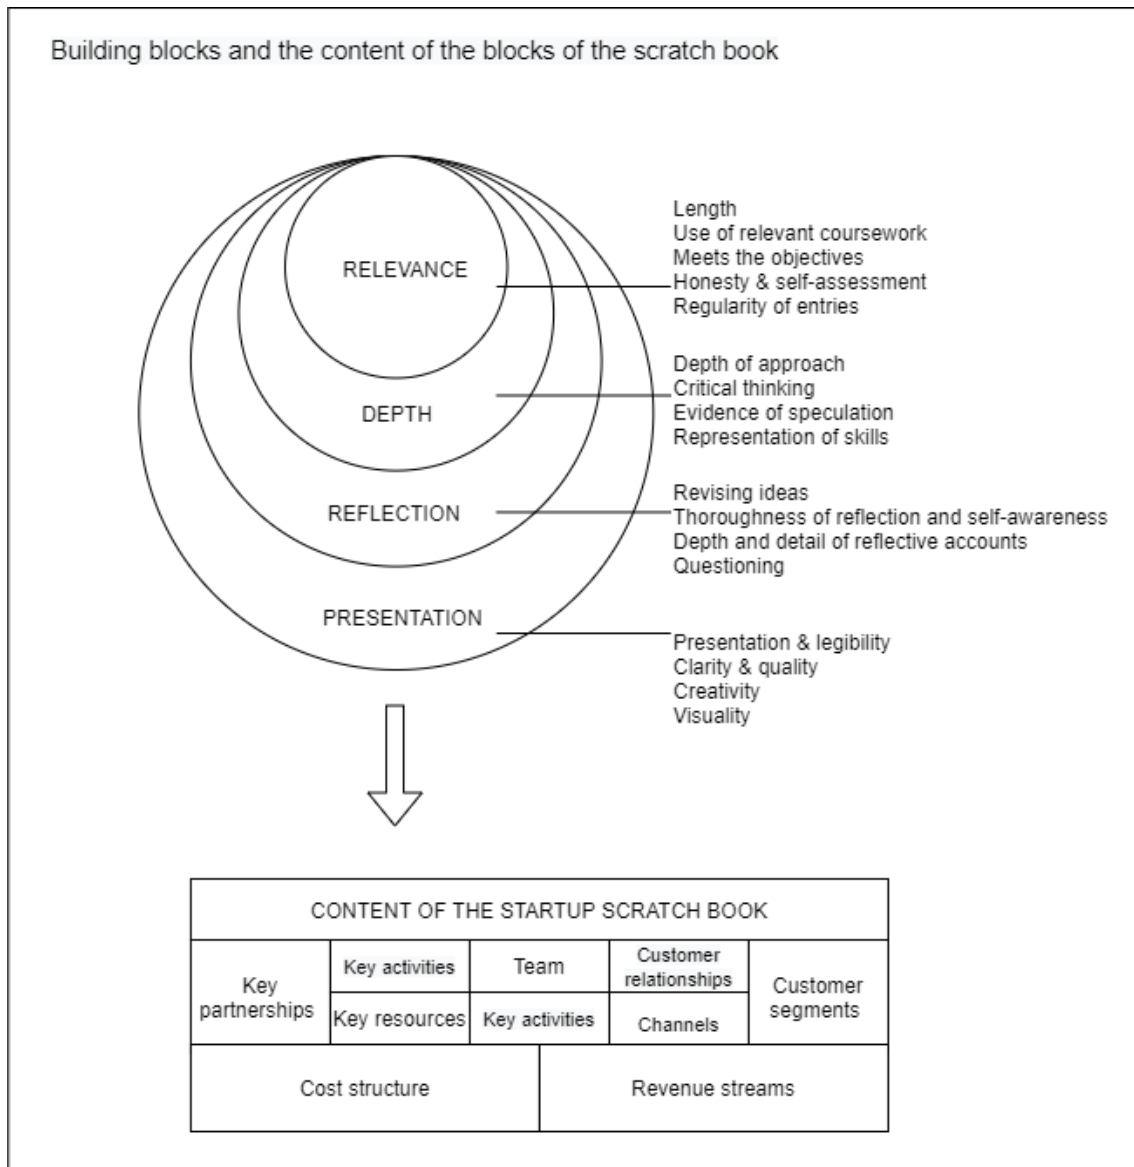 Building blocks and the content of the blocks of the scratch book
RELEVANCE
Length
Use of relevant coursework
Meets the objectives
Honesty & self-assessment
Regularity of entries
DEPTH
Depth of approach
Critical thinking
Evidence of speculation
Representation of skills
REFLECTION
Revising ideas
Thoroughness of reflection and self-awareness
Depth and detail of reflective accounts
Questioning
PRESENTATION
Presentation & legibility
Clarity & quality
Creativity
Visuality
CONTENT OF THE STARTUP SCRATCH BOOK
Key
partnerships
Key activities
Key resources
Team
Key activities
Customer
relationships
Channels
Customer
segments
Cost structure
Revenue streams